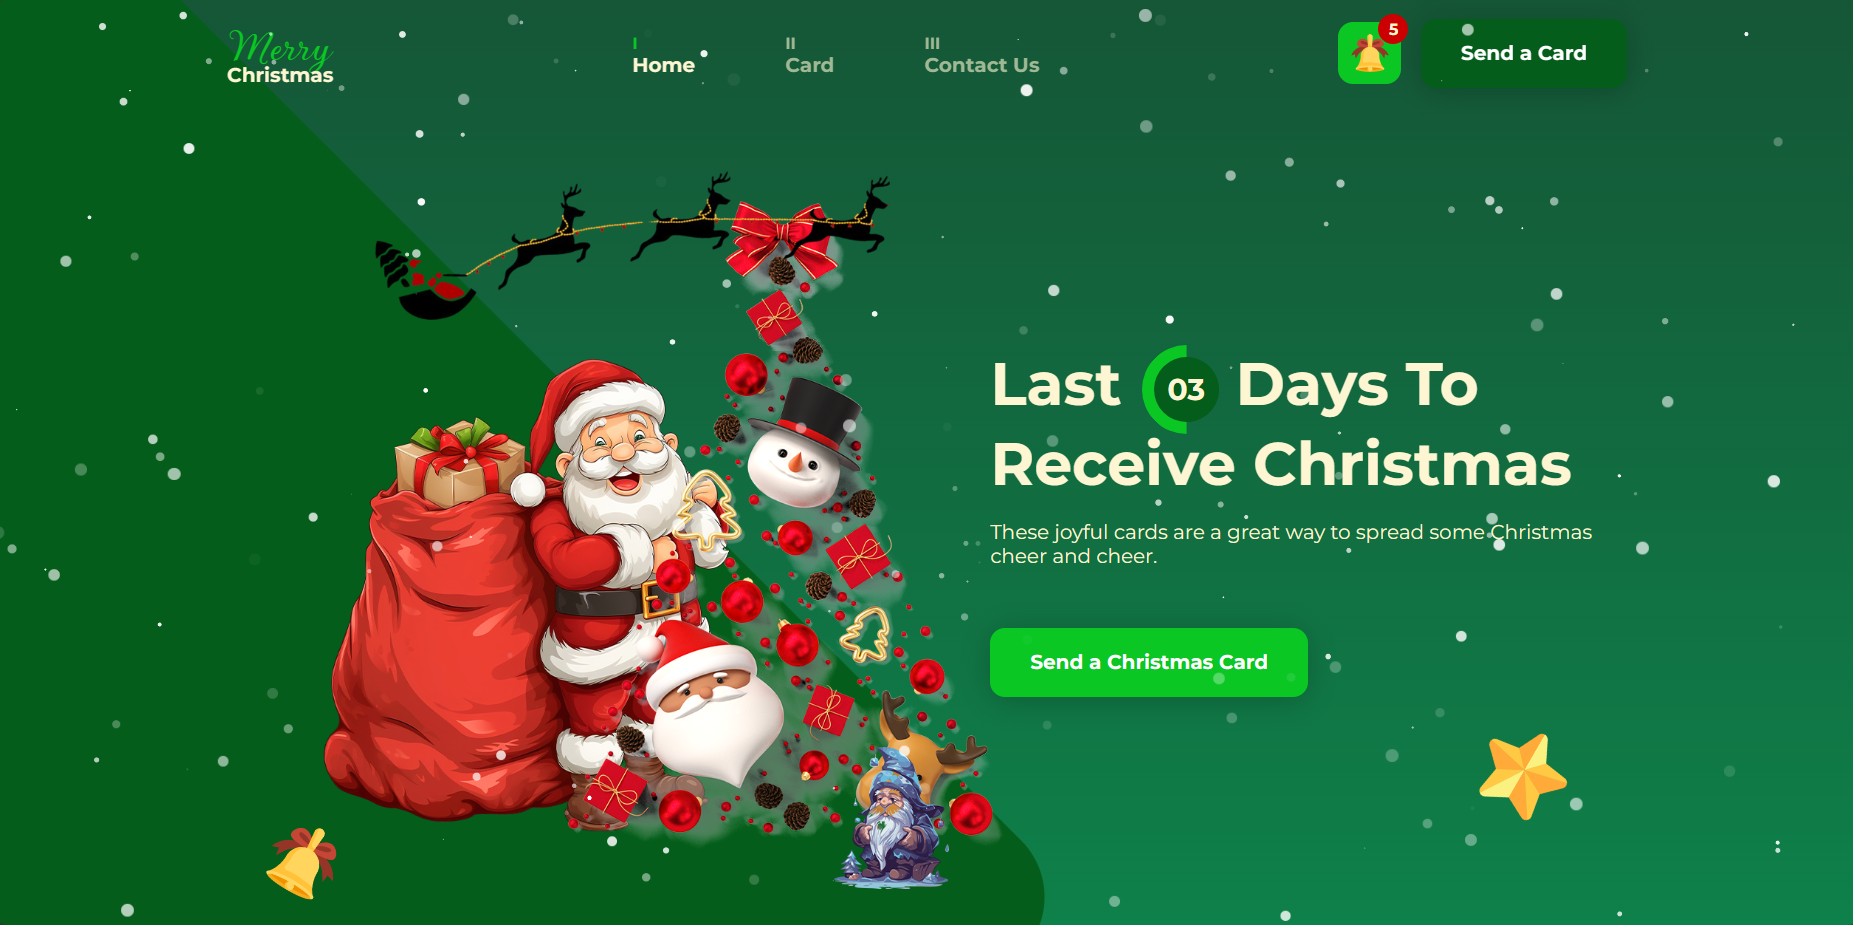 Merry
Christmas
I
Home
II
Card
III
Contact Us
5
Send a Card
Last 03 Days To
Receive Christmas
These joyful cards are a great way to spread some Christmas
cheer and cheer.
Send a Christmas Card